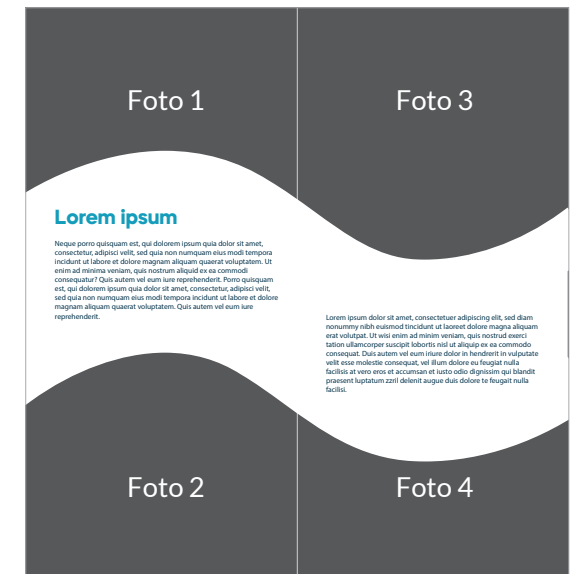 Foto 1
Foto 3
Lorem ipsum
Neque porro quisquam est, qui dolorem ipsum quia dolor sit amet,
consectetur, adipisci velit, sed quia non numquam eius modi tempora
incidunt ut labore et dolore magnam aliquam quaerat voluptatem. Ut
enim ad minima veniam, quis nostrum aliquid ex ea commodi
consequatur? Quis autem vel eum iure reprehenderit. Porro quisquam
est, qui dolorem ipsum quia dolor sit amet, consectetur, adipisci velit,
sed quia non numquam eius modi tempora incidunt ut labore et dolore
magnam aliquam quaerat voluptatem. Quis autem vel eum iure
reprehenderit.
Lorem ipsum dolor sit amet, consectetuer adipiscing elit, sed diam
nonummy nibh euismod tincidunt ut laoreet dolore magna aliquam
erat volutpat. Ut wisi enim ad minim veniam, quis nostrud exerci
tation ullamcorper suscipit lobortis nisl ut aliquip ex ea commodo
consequat. Duis autem vel eum iriure dolor in hendrerit in vulputate
velit esse molestie consequat, vel illum dolore eu feugiat nulla
facilisis at vero eros et accumsan et iusto odio dignissim qui blandit
praesent luptatum zzril delenit augue duis dolore te feugait nulla
facilisi.
Foto 2
Foto 4